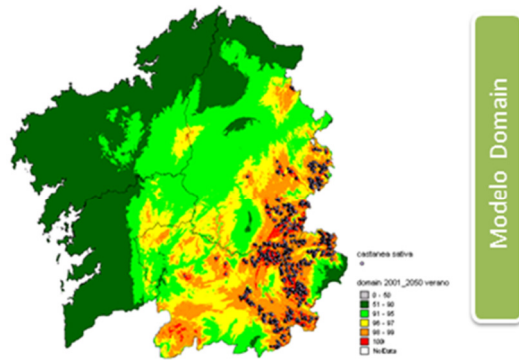 castanea sativa
domain 2001_2050 verano
0 - 50
51 - 90
91 - 95
96 - 97
98 - 99
100
NoData
Modelo Domain